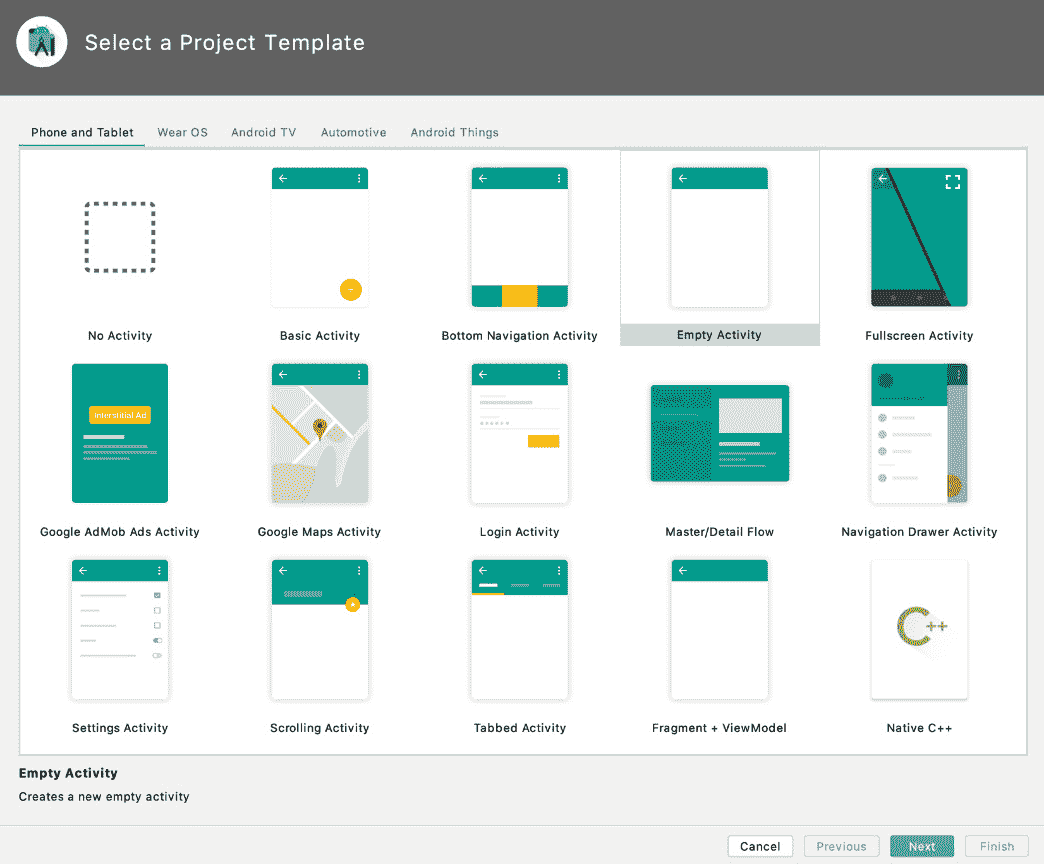 Select a Project Template
Phone and Tablet Wear OS Android TV Automotive Android Things
No Activity Basic Activity Bottom Navigation Activity Empty Activity Fullscreen Activity
Interstitial Ad
Google AdMob Ads Activity Google Maps Activity Login Activity Master/Detail Flow Navigation Drawer Activity
C++
Settings Activity Scrolling Activity Tabbed Activity Fragment + ViewModel Native C++
Empty Activity
Creates a new empty activity
Cancel Previous Next Finish